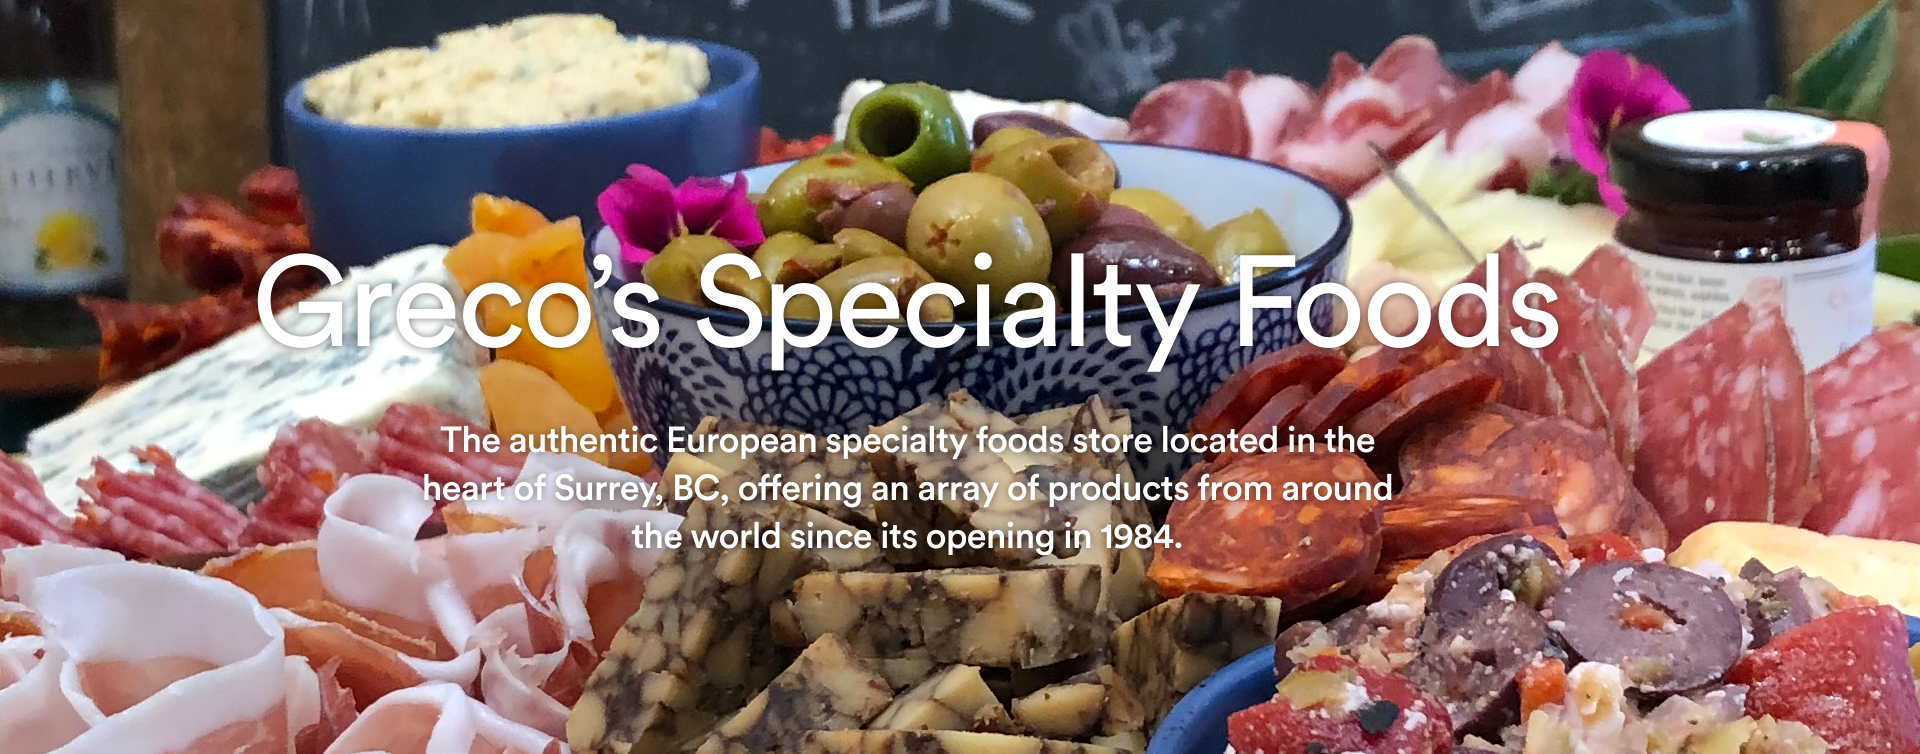 Greco’s Specialty Foods
The authentic European specialty foods store located in the
heart of Surrey, BC, offering an array of products from around
the world since its opening in 1984.